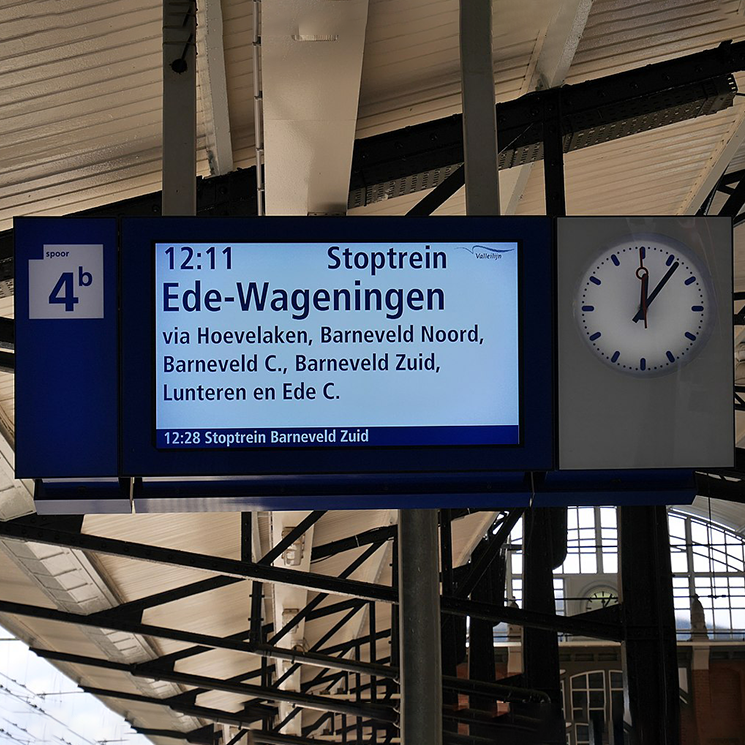 spoor
4b
12:11 Stoptrein Valleilijn
Ede-Wageningen
via Hoevelaken, Barneveld Noord,
Barneveld C., Barneveld Zuid,
Lunteren en Ede C.
12:28 Stoptrein Barneveld Zuid